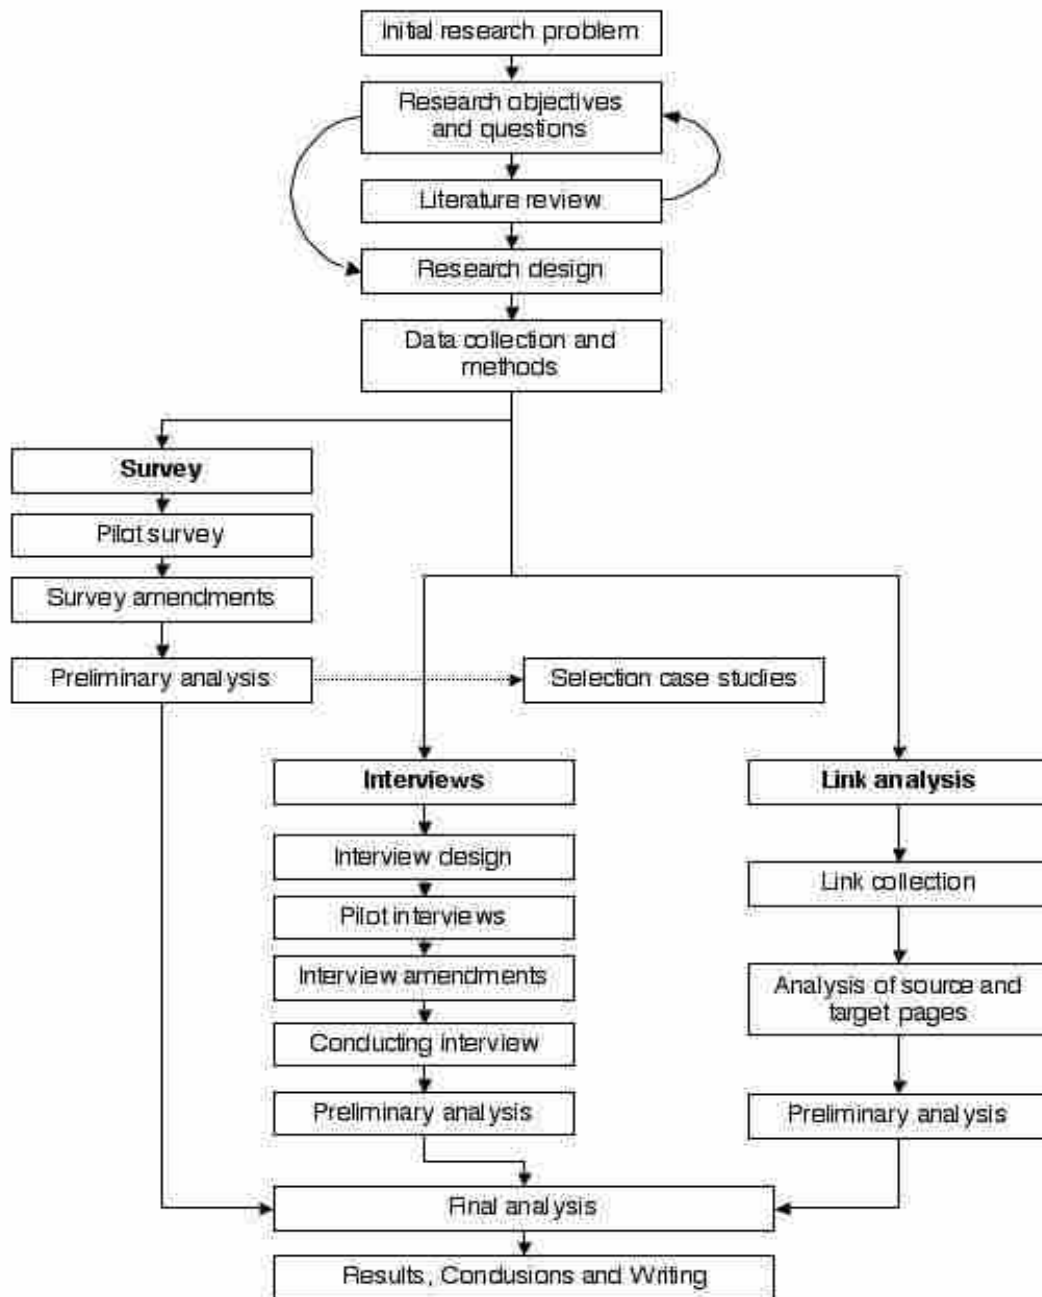 Initial research problem
Research objectives
and questions
Literature review
Research design
Data collection and
methods
Survey
Pilot survey
Survey amendments
Preliminary analysis
Selection case studies
Interviews
Interview design
Pilot interviews
Interview amendments
Conducting interview
Preliminary analysis
Link analysis
Link collection
Analysis of source and
target pages
Preliminary analysis
Final analysis
Results, Conclusions and Writing